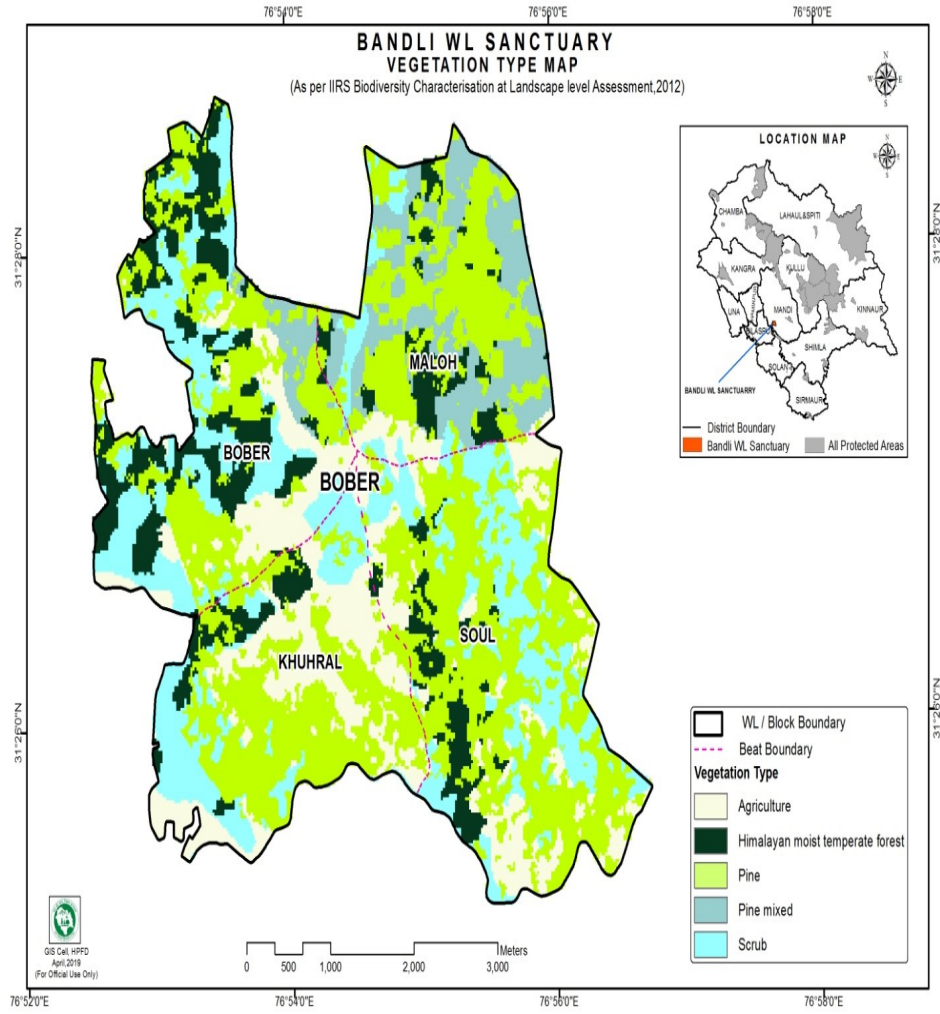 76°54'0"E 76°56'0"E 76°58'0"E
BANDLI WL SANCTUARY
VEGETATION TYPE MAP
(As per IIRS Biodiversity Characterisation at Landscape level Assessment,2012)
N
W E
S
LOCATION MAP
N
W E
S
CHAMBA
LAHAUL&SPITI
KANGRA
KULLU
UNA
MANDI
KINNAUR
SHIMLA
SOLAN
SIRMAUR
BANDLI WL SANCTUARRY
District Boundary
Bandli WL Sanctuary
All Protected Areas
31°28'0"N
31°28'0"N
MALOH
BOBER
BOBER
SOUL
KHUHRAL
31°26'0"N
31°26'0"N
WL / Block Boundary
Beat Boundary
Vegetation Type
Agriculture
Himalayan moist temperate forest
Pine
Pine mixed
Scrub
GIS Cell, HPFD
April,2019
(For Official Use Only)
Meters
0 500 1,000 2,000 3,000
76°52'0"E 76°54'0"E 76°56'0"E 76°58'0"E